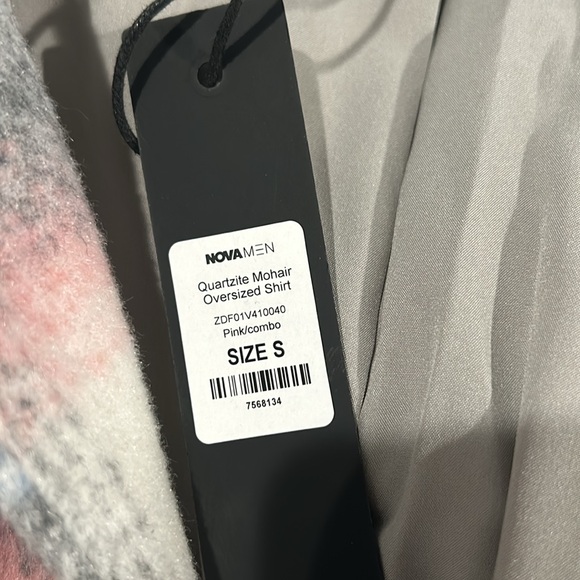 NOVAMEN
Quartzite Mohair
Oversized Shirt
ZDF01V410040
Pink/combo
SIZE S
7568134